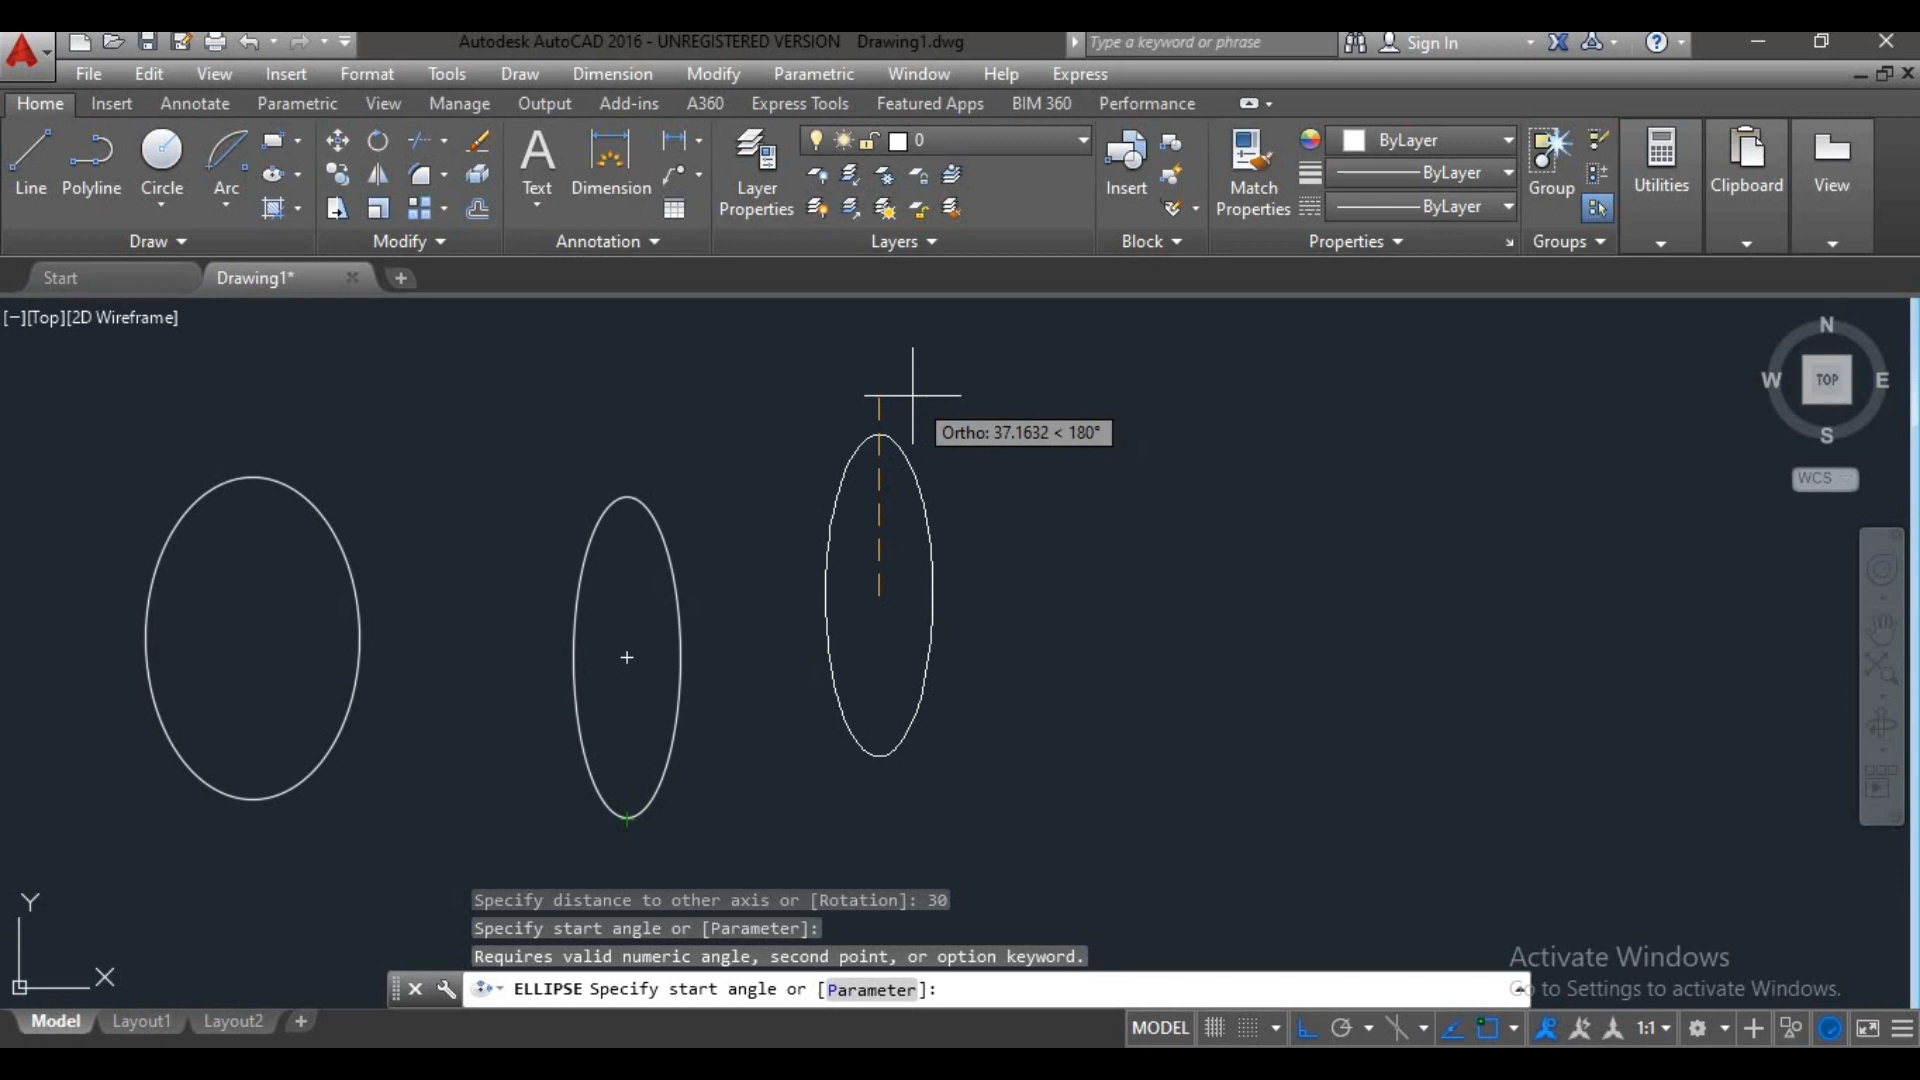 Autodesk AutoCAD 2016 - UNREGISTERED VERSION Drawing1.dwg
Type a keyword or phrase
Sign In
File Edit View Insert Format Tools Draw Dimension Modify Parametric Window Help Express
Home Insert Annotate Parametric View Manage Output Add-ins A360 Express Tools Featured Apps BIM 360 Performance
0
ByLayer
ByLayer
ByLayer
Line Polyline Circle Arc
Text Dimension
Layer Properties
Insert
Match Properties
Group
Utilities Clipboard View
Draw Modify Annotation Layers Block Properties Groups
Start Drawing1*
[−][Top][2D Wireframe]
N
W TOP E
S
WCS
Ortho: 37.1632 < 180°
Y
X
Specify distance to other axis or [Rotation]: 30
Specify start angle or [Parameter]:
Requires valid numeric angle, second point, or option keyword.
ELLIPSE Specify start angle or [Parameter]:
Activate Windows
Go to Settings to activate Windows.
Model Layout1 Layout2
MODEL 1:1